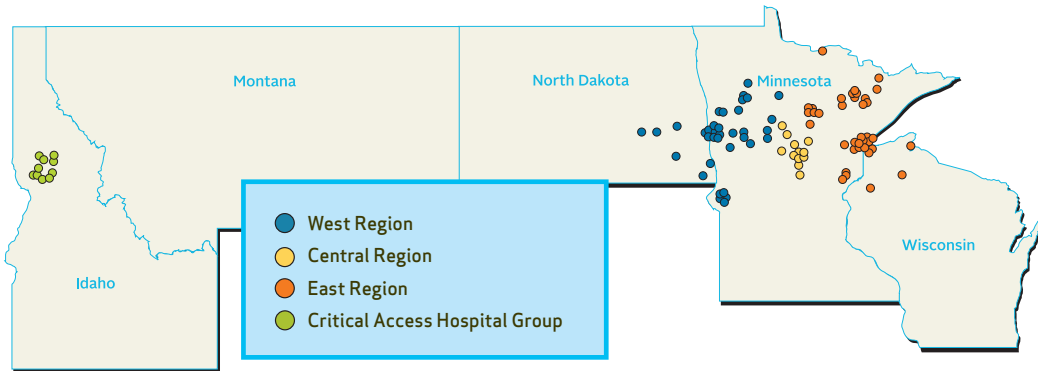 Montana
North Dakota
Minnesota
Idaho
Wisconsin
West Region
Central Region
East Region
Critical Access Hospital Group